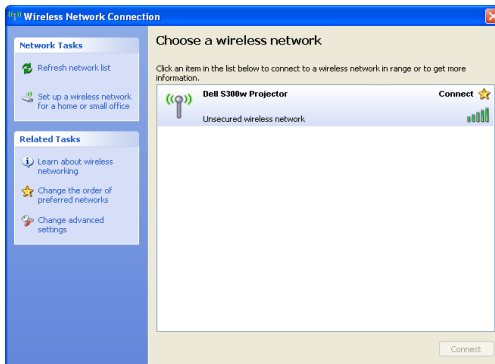 Wireless Network Connection
Network Tasks
Refresh network list
Set up a wireless network
for a home or small office
Related Tasks
Learn about wireless
networking
Change the order of
preferred networks
Change advanced
settings
Choose a wireless network
Click an item in the list below to connect to a wireless network in range or to get more
information.
Dell S300w Projector
Connect
Unsecured wireless network
Connect